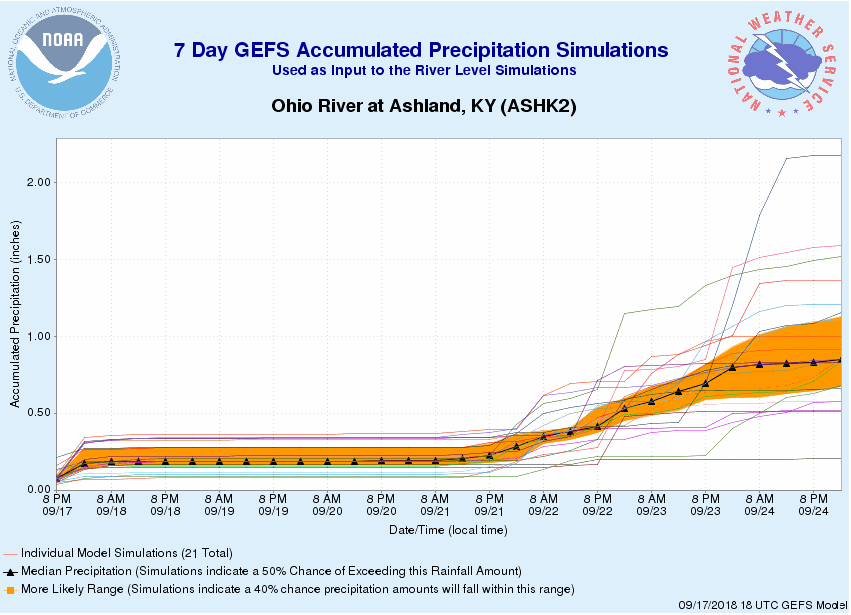 NATIONAL OCEANIC AND ATMOSPHERIC ADMINISTRATION
NOAA
U.S. DEPARTMENT OF COMMERCE
7 Day GEFS Accumulated Precipitation Simulations
Used as Input to the River Level Simulations
Ohio River at Ashland, KY (ASHK2)
NATIONAL WEATHER SERVICE
Accumulated Precipitation (inches)
2.00
1.50
1.00
0.50
0.00
8 PM 8 AM 8 PM 8 AM 8 PM 8 AM 8 PM 8 AM 8 PM 8 AM 8 PM 8 AM 8 PM 8 AM 8 PM
09/17 09/18 09/18 09/19 09/19 09/20 09/20 09/21 09/21 09/22 09/22 09/23 09/23 09/24 09/24
Date/Time (local time)
Individual Model Simulations (21 Total)
Median Precipitation (Simulations indicate a 50% Chance of Exceeding this Rainfall Amount)
More Likely Range (Simulations indicate a 40% chance precipitation amounts will fall within this range)
09/17/2018 18 UTC GEFS Model